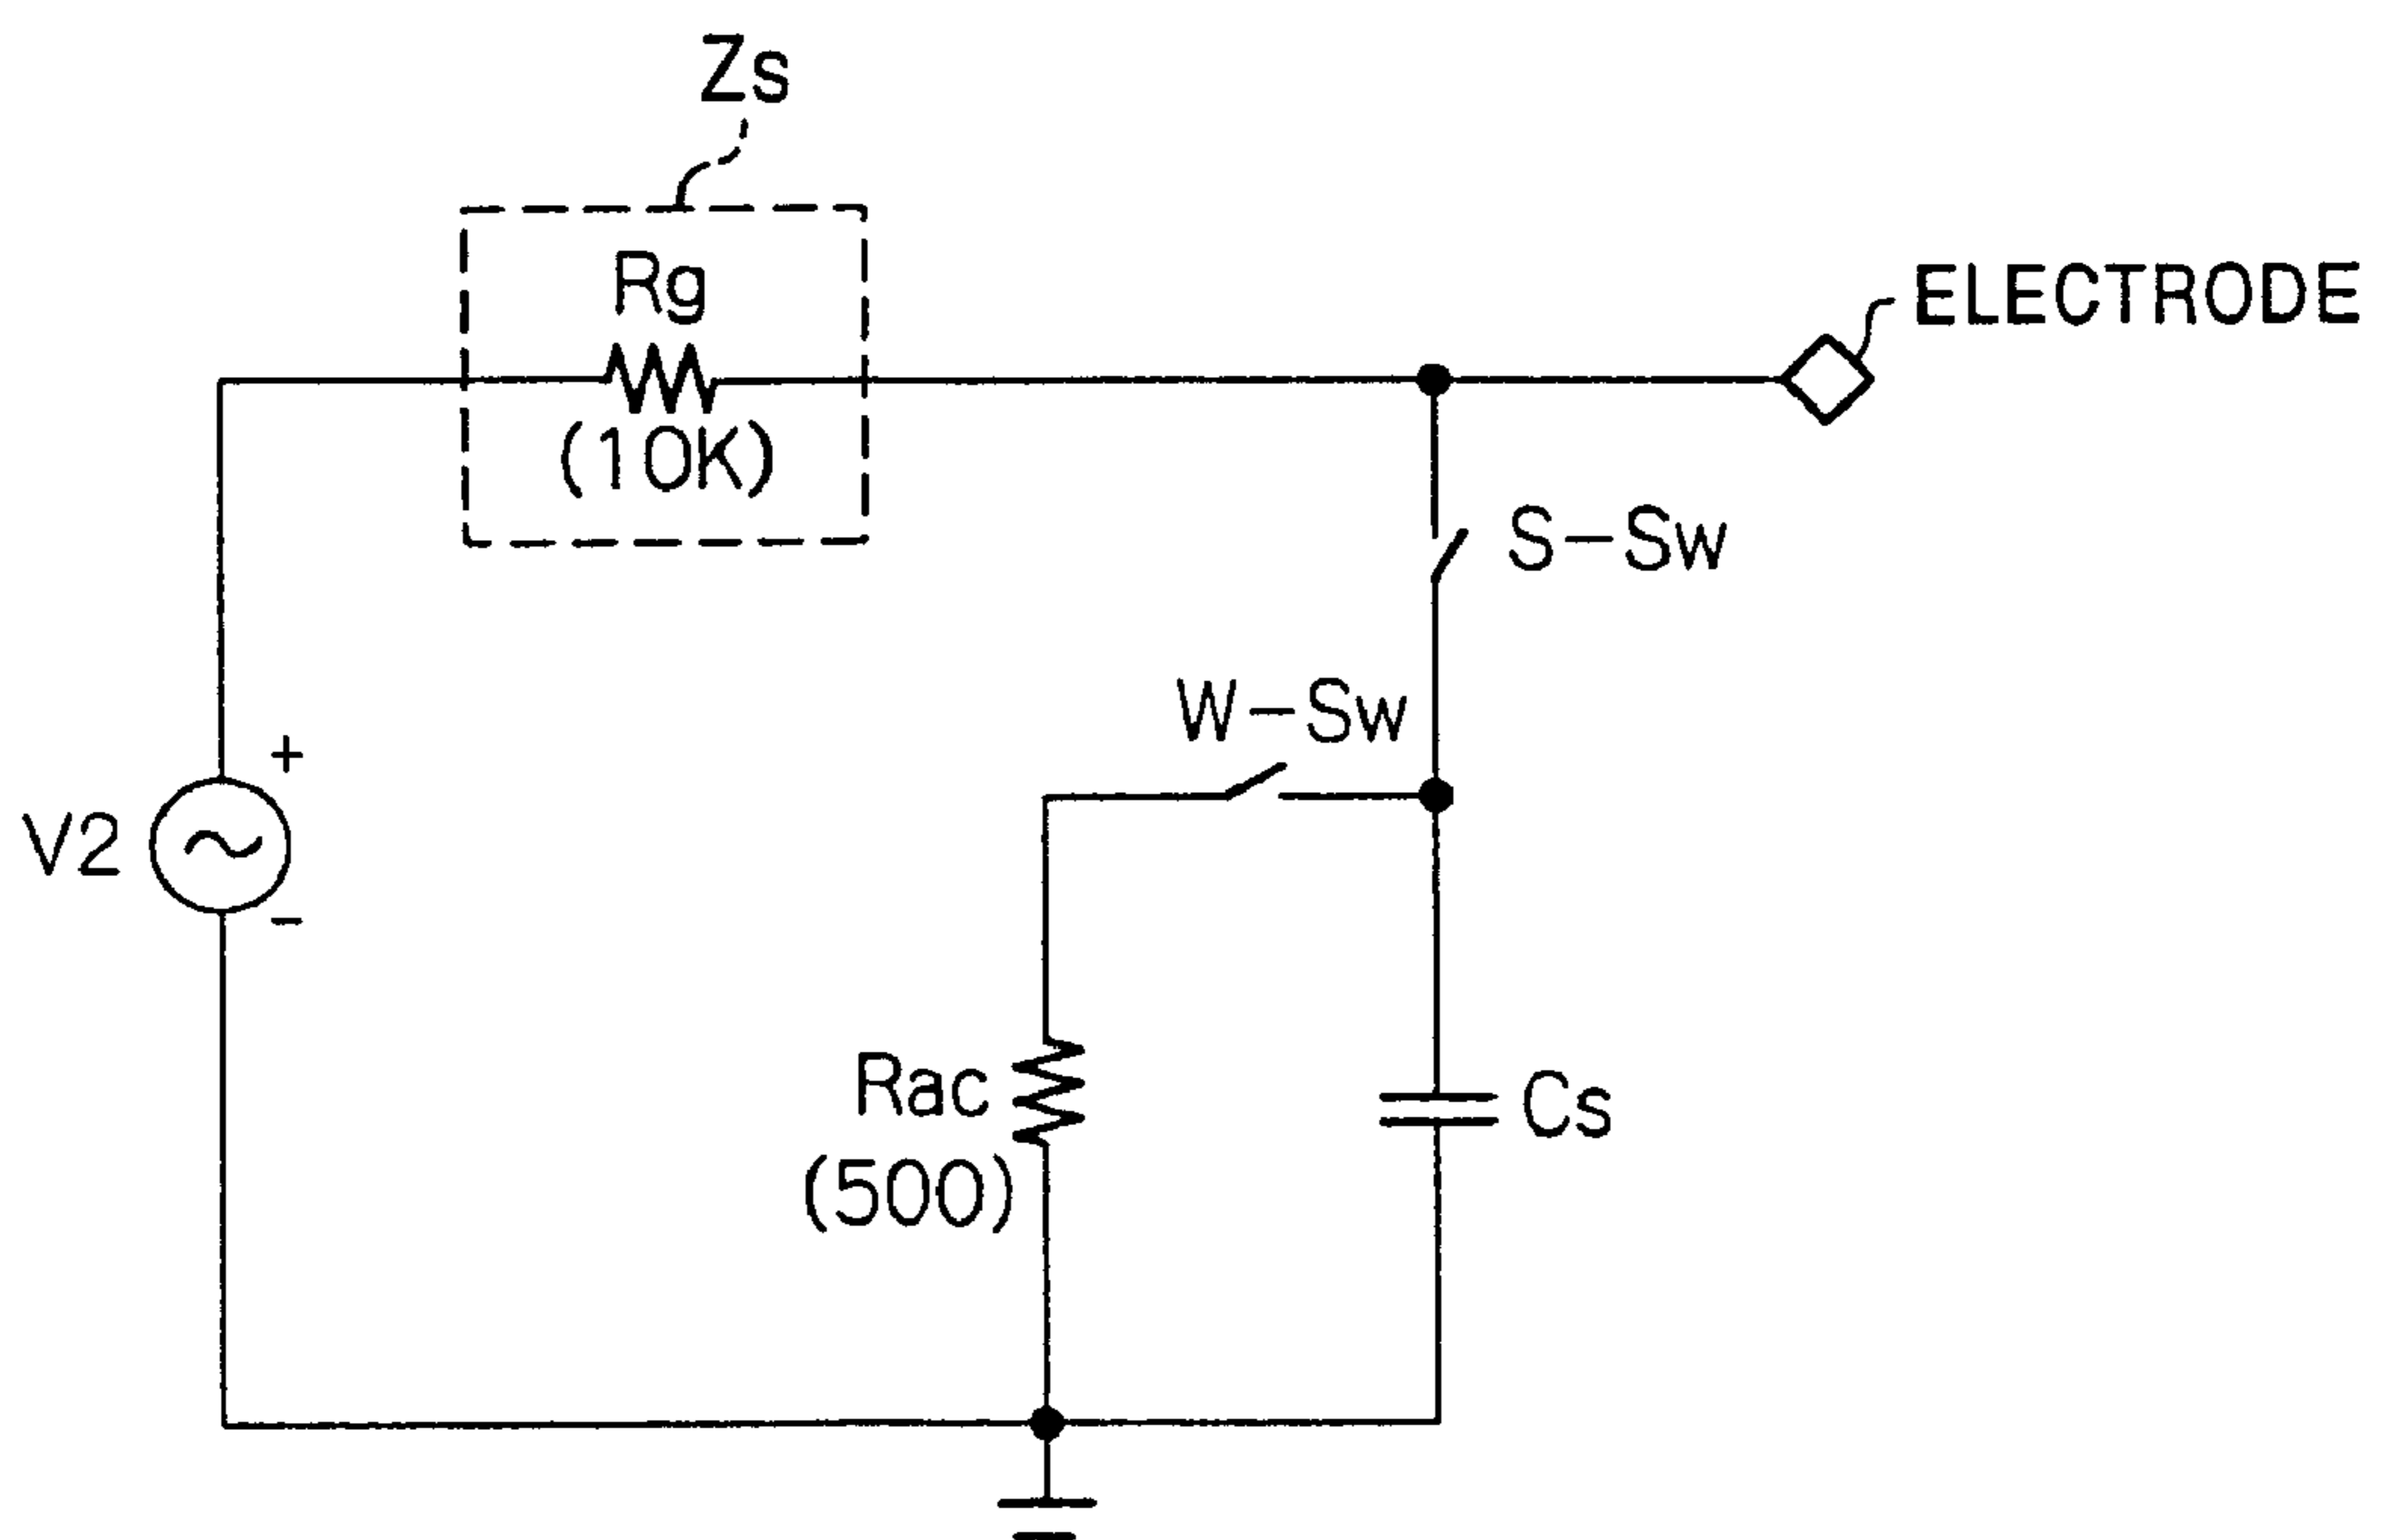 Zs
Rg
(10K)
ELECTRODE
S-Sw
W-Sw
+
V2
-
Rac
(500)
Cs